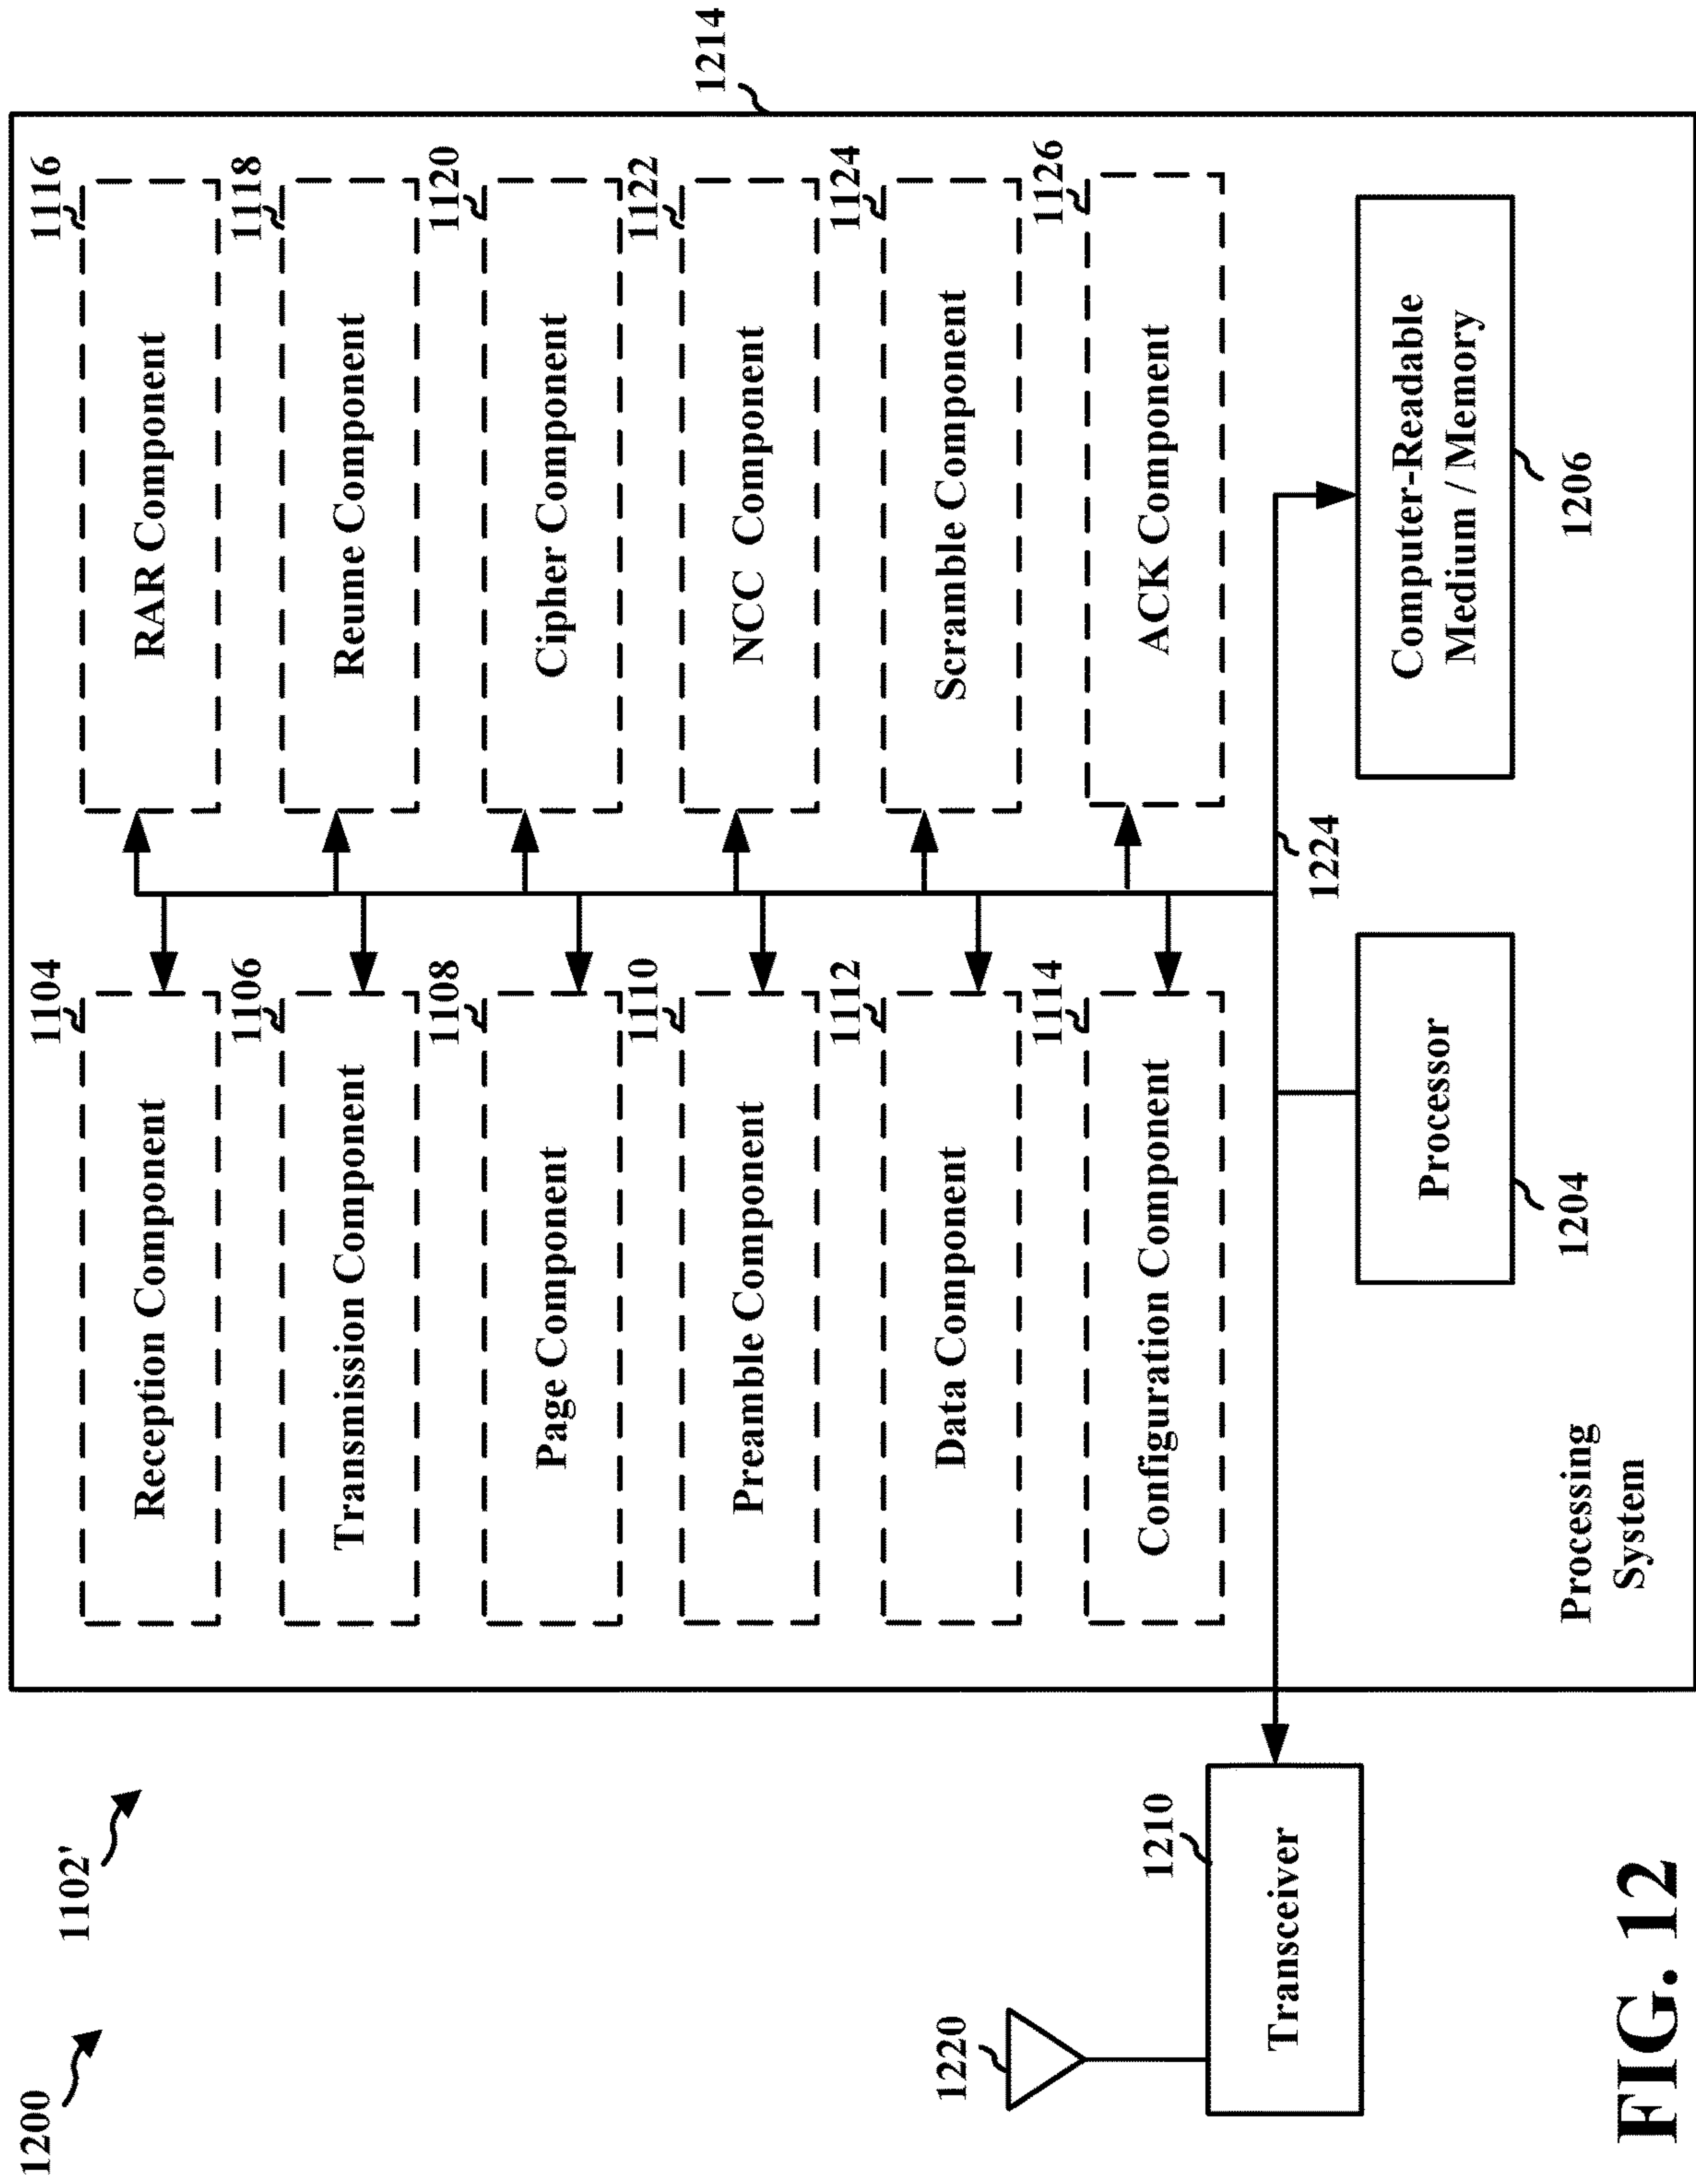 1200
1102'
1214
1104
Reception Component
1116
RAR Component
1106
Transmission Component
1118
Reume Component
1108
Page Component
1120
Cipher Component
1110
Preamble Component
1122
NCC Component
1112
Data Component
1124
Scramble Component
1114
Configuration Component
1126
ACK Component
1220
1210
Transceiver
1224
Processor
1204
Computer-Readable
Medium / Memory
1206
Processing
System
FIG. 12